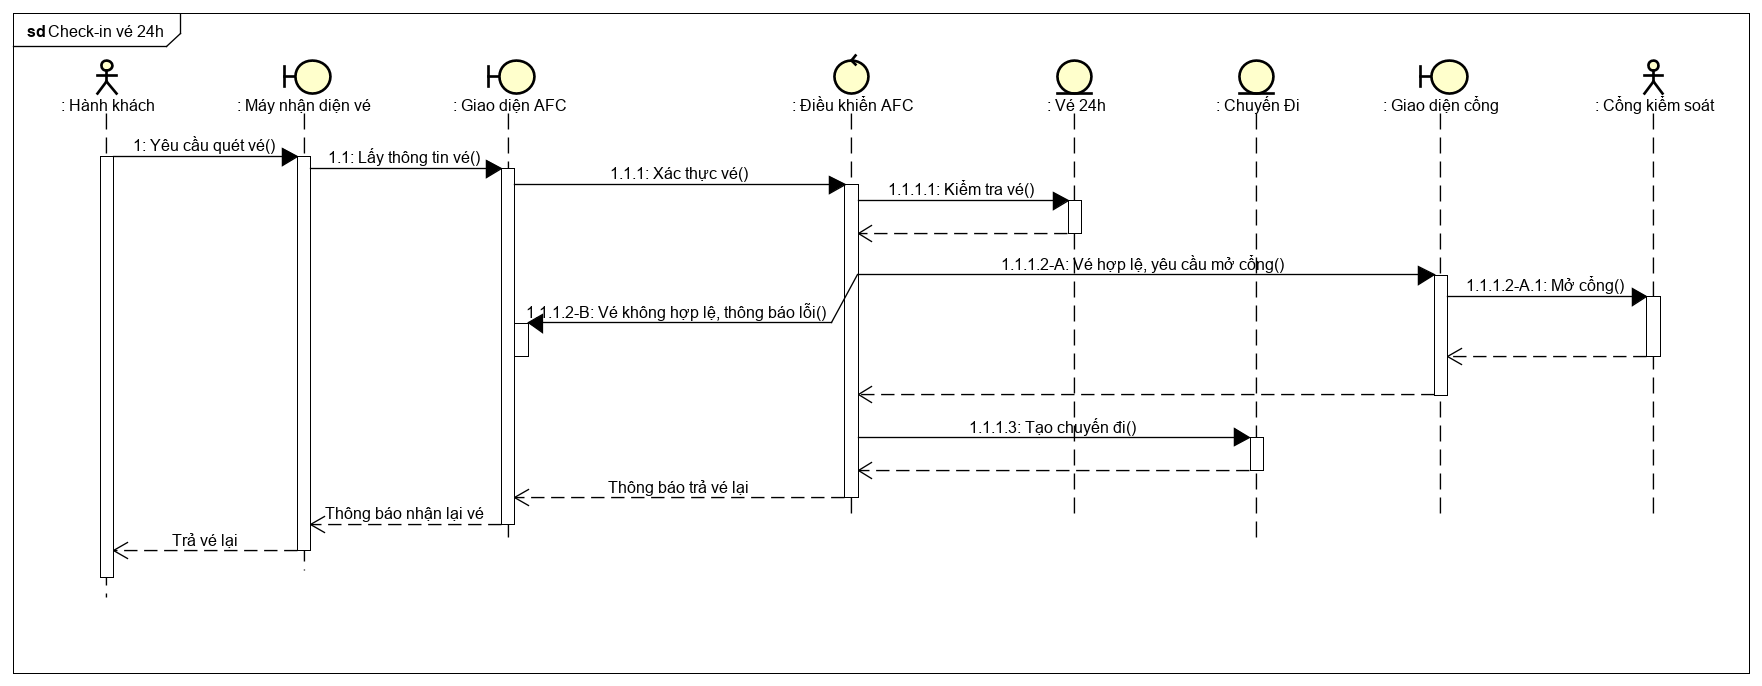 sd Check-in vé 24h
: Hành khách
: Máy nhận diện vé
: Giao diện AFC
: Điều khiển AFC
: Vé 24h
: Chuyến Đi
: Giao diện cổng
: Cổng kiểm soát
1: Yêu cầu quét vé()
1.1: Lấy thông tin vé()
1.1.1: Xác thực vé()
1.1.1.1: Kiểm tra vé()
1.1.1.2-A: Vé hợp lệ, yêu cầu mở cổng()
1.1.1.2-A.1: Mở cổng()
1.1.1.2-B: Vé không hợp lệ, thông báo lỗi()
1.1.1.3: Tạo chuyến đi()
Thông báo trả vé lại
Thông báo nhận lại vé
Trả vé lại